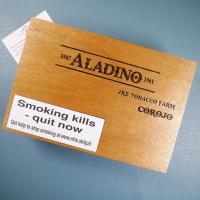 1947 ALADINO 1961
JRE TOBACCO FARM
COROJO
Smoking kills
- quit now
Get help to stop smoking at www.nhs.uk/quit